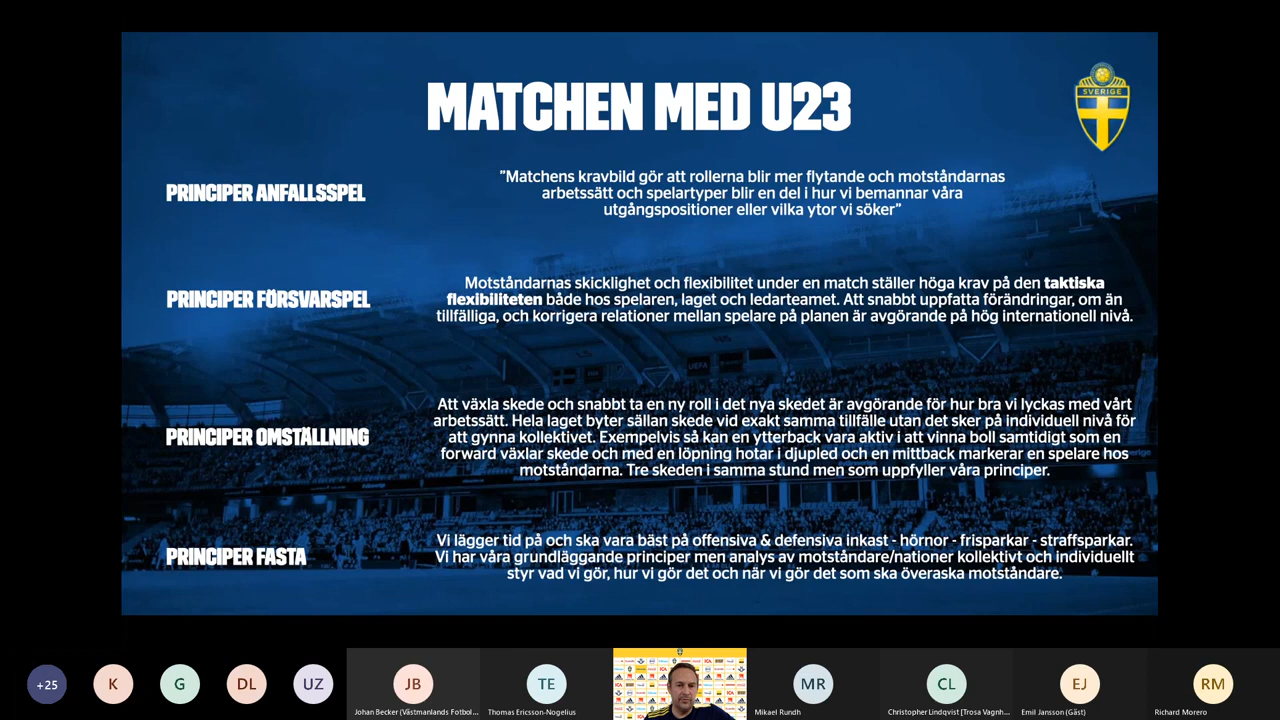 SVERIGE
MATCHEN MED U23
PRINCIPER ANFALLSSPEL
”Matchens kravbild gör att rollerna blir mer flytande och motståndarnas
arbetssätt och spelartyper blir en del i hur vi bemannar våra
utgångspositioner eller vilka ytor vi söker”
PRINCIPER FÖRSVARSPEL
Motståndarnas skicklighet och flexibilitet under en match ställer höga krav på den taktiska
flexibiliteten både hos spelaren, laget och ledarteamet. Att snabbt uppfatta förändringar, om än
tillfälliga, och korrigera relationer mellan spelare på planen är avgörande på hög internationell nivå.
PRINCIPER OMSTÄLLNING
Att växla skede och snabbt ta en ny roll i det nya skedet är avgörande för hur bra vi lyckas med vårt
arbetssätt. Hela laget byter sällan skede vid exakt samma tillfälle utan det sker på individuell nivå för
att gynna kollektivet. Exempelvis så kan en ytterback vara aktiv i att vinna boll samtidigt som en
forward växlar skede och med en löpning hotar i djupled och en mittback markerar en spelare hos
motståndarna. Tre skeden i samma stund men som uppfyller våra principer.
PRINCIPER FASTA
Vi lägger tid på och ska vara bäst på offensiva & defensiva inkast - hörnor - frisparkar - straffsparkar.
Vi har våra grundläggande principer men analys av motståndare/nationer kollektivt och individuellt
styr vad vi gör, hur vi gör det och när vi gör det som ska överaska motståndare.
+25
K
G
DL
UZ
JB
TE
MR
CL
EJ
RM
Johan Becker (Västmanlands Fotbol...
Thomas Ericsson-Nogelius
Mikael Rundh
Christopher Lindqvist [Trosa Vagnh...
Emil Jansson (Gäst)
Richard Morero